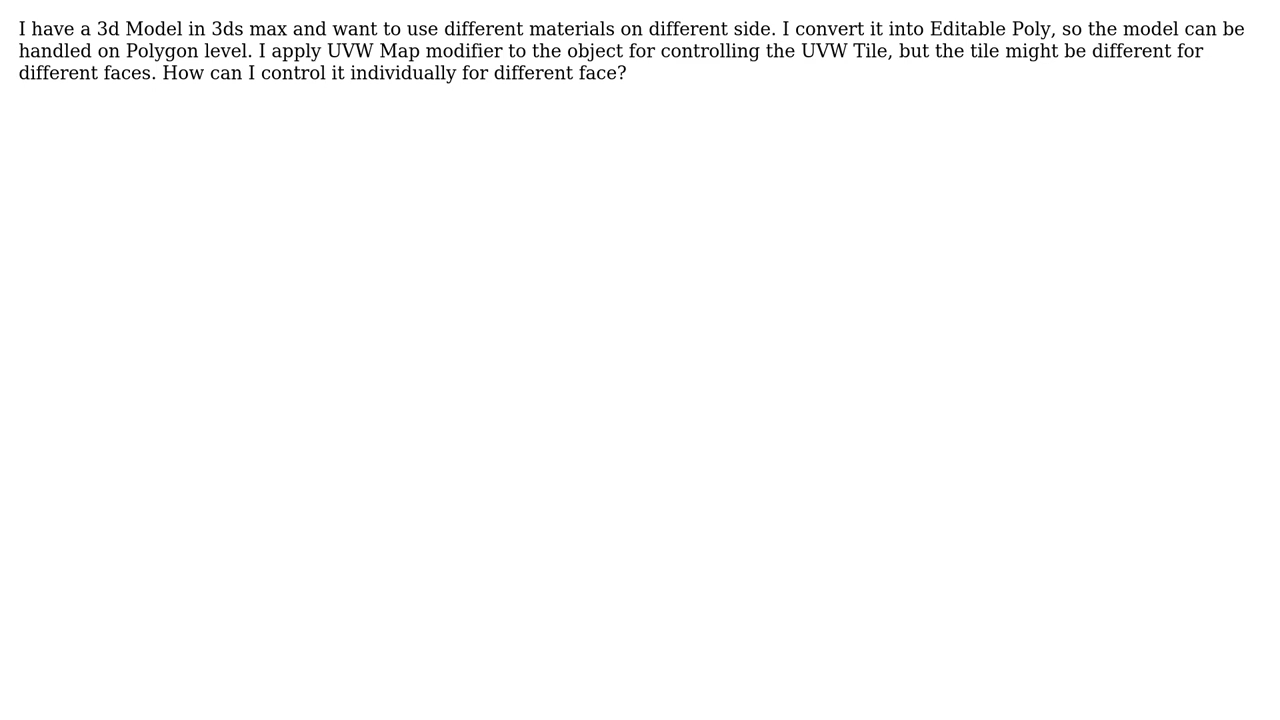 I have a 3d Model in 3ds max and want to use different materials on different side. I convert it into Editable Poly, so the model can be
handled on Polygon level. I apply UVW Map modifier to the object for controlling the UVW Tile, but the tile might be different for
different faces. How can I control it individually for different face?